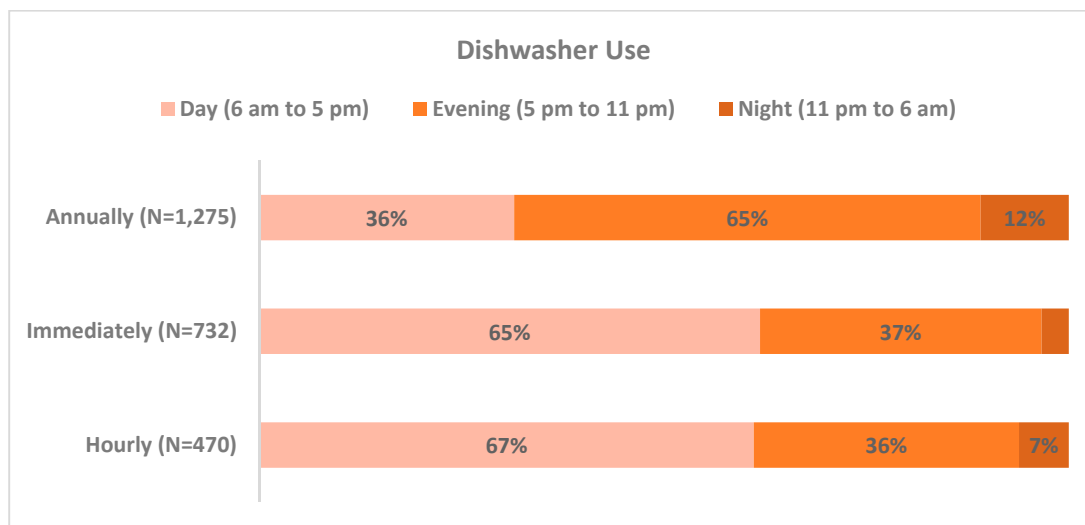 Dishwasher Use
Day (6 am to 5 pm) Evening (5 pm to 11 pm) Night (11 pm to 6 am)
Annually (N=1,275) 36% 65% 12%
Immediately (N=732) 65% 37%
Hourly (N=470) 67% 36% 7%